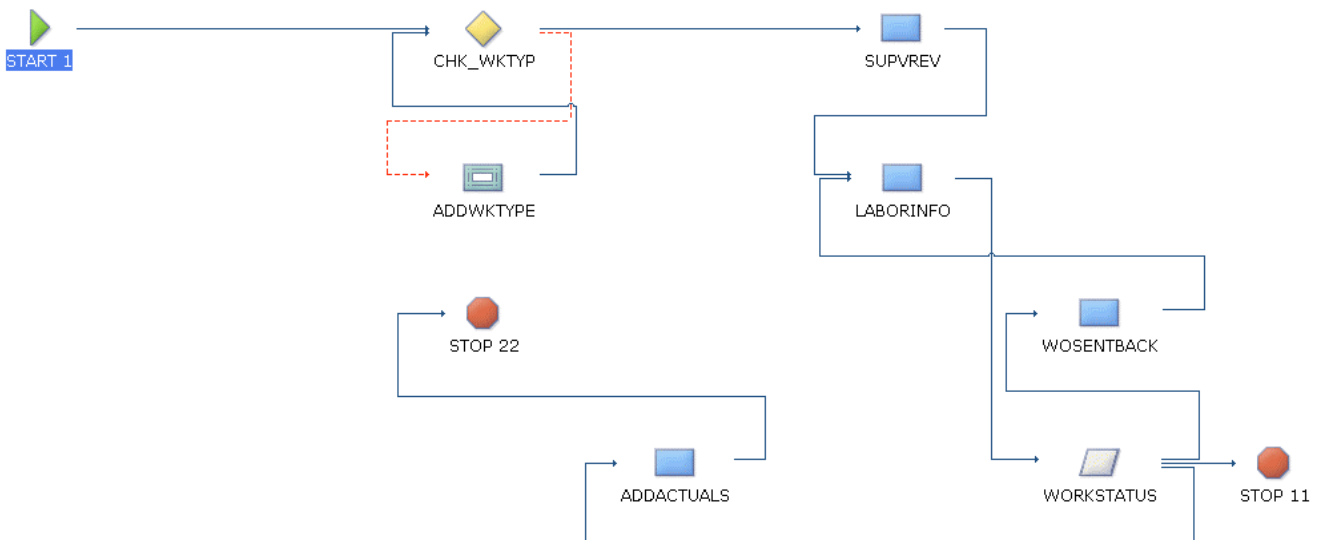 START 1
CHK_WKTYP
SUPVREV
ADDWKTYPE
LABORINFO
STOP 22
WOSENTBACK
ADDACTUALS
WORKSTATUS
STOP 11